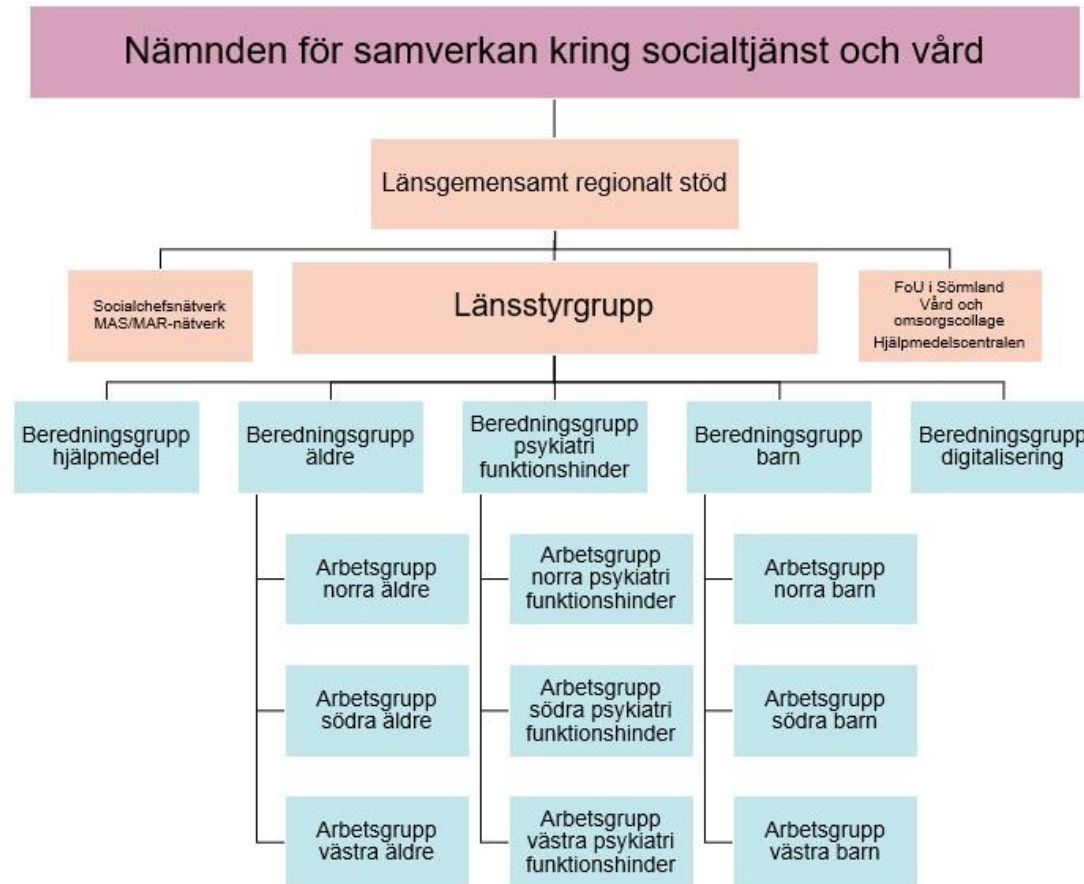 Nämnden för samverkan kring socialtjänst och vård
Länsgemensamt regionalt stöd
Socialchefsnätverk
MAS/MAR-nätverk
Länsstyrgrupp
FoU i Sörmland
Vård och
omsorgscollage
Hjälpmedelscentralen
Beredningsgrupp
hjälpmedel
Beredningsgrupp
äldre
Beredningsgrupp
psykiatri
funktionshinder
Beredningsgrupp
barn
Beredningsgrupp
digitalisering
Arbetsgrupp
norra äldre
Arbetsgrupp
norra psykiatri
funktionshinder
Arbetsgrupp
norra barn
Arbetsgrupp
södra äldre
Arbetsgrupp
södra psykiatri
funktionshinder
Arbetsgrupp
södra barn
Arbetsgrupp
västra äldre
Arbetsgrupp
västra psykiatri
funktionshinder
Arbetsgrupp
västra barn